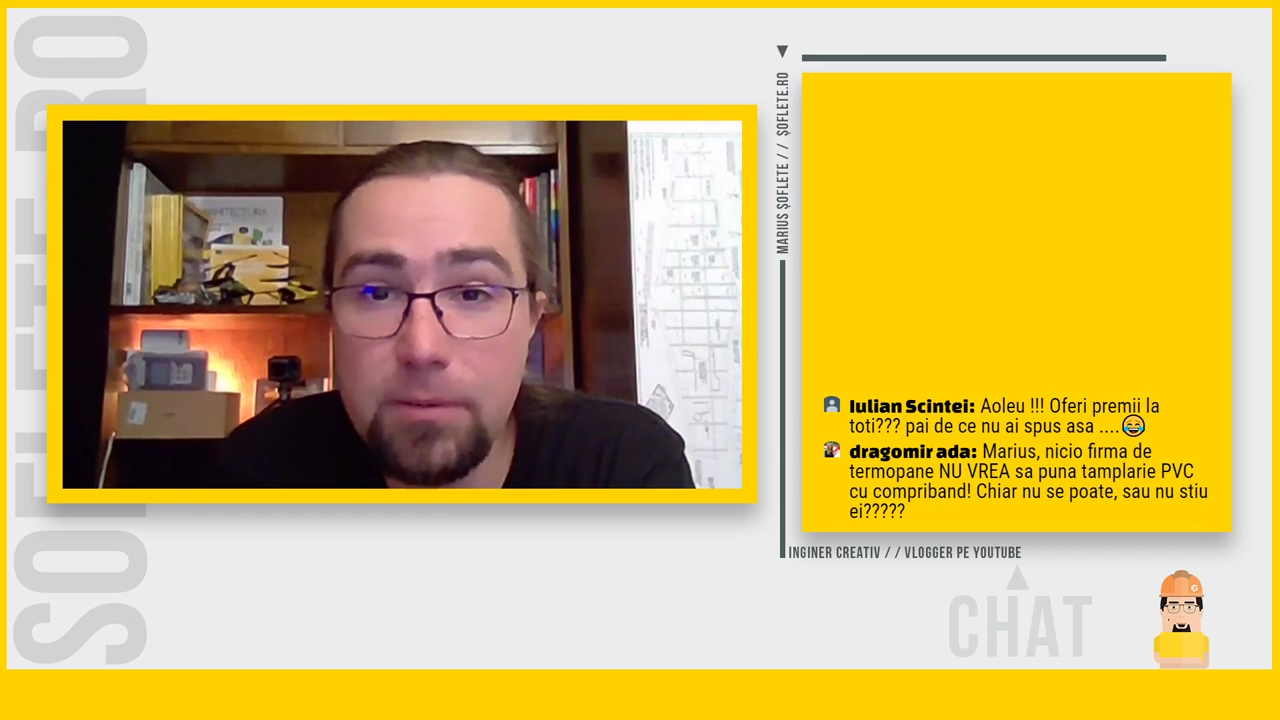 SOFLETE.RO
MARIUS ȘOFLETE / / ȘOFLETE.RO
Iulian Scintei: Aoleu !!! Oferi premii la
toti??? pai de ce nu ai spus asa ....😂
dragomir ada: Marius, nicio firma de
termopane NU VREA sa puna tamplarie PVC
cu compriband! Chiar nu se poate, sau nu stiu
ei?????
INGINER CREATIV / / VLOGGER PE YOUTUBE
CHAT